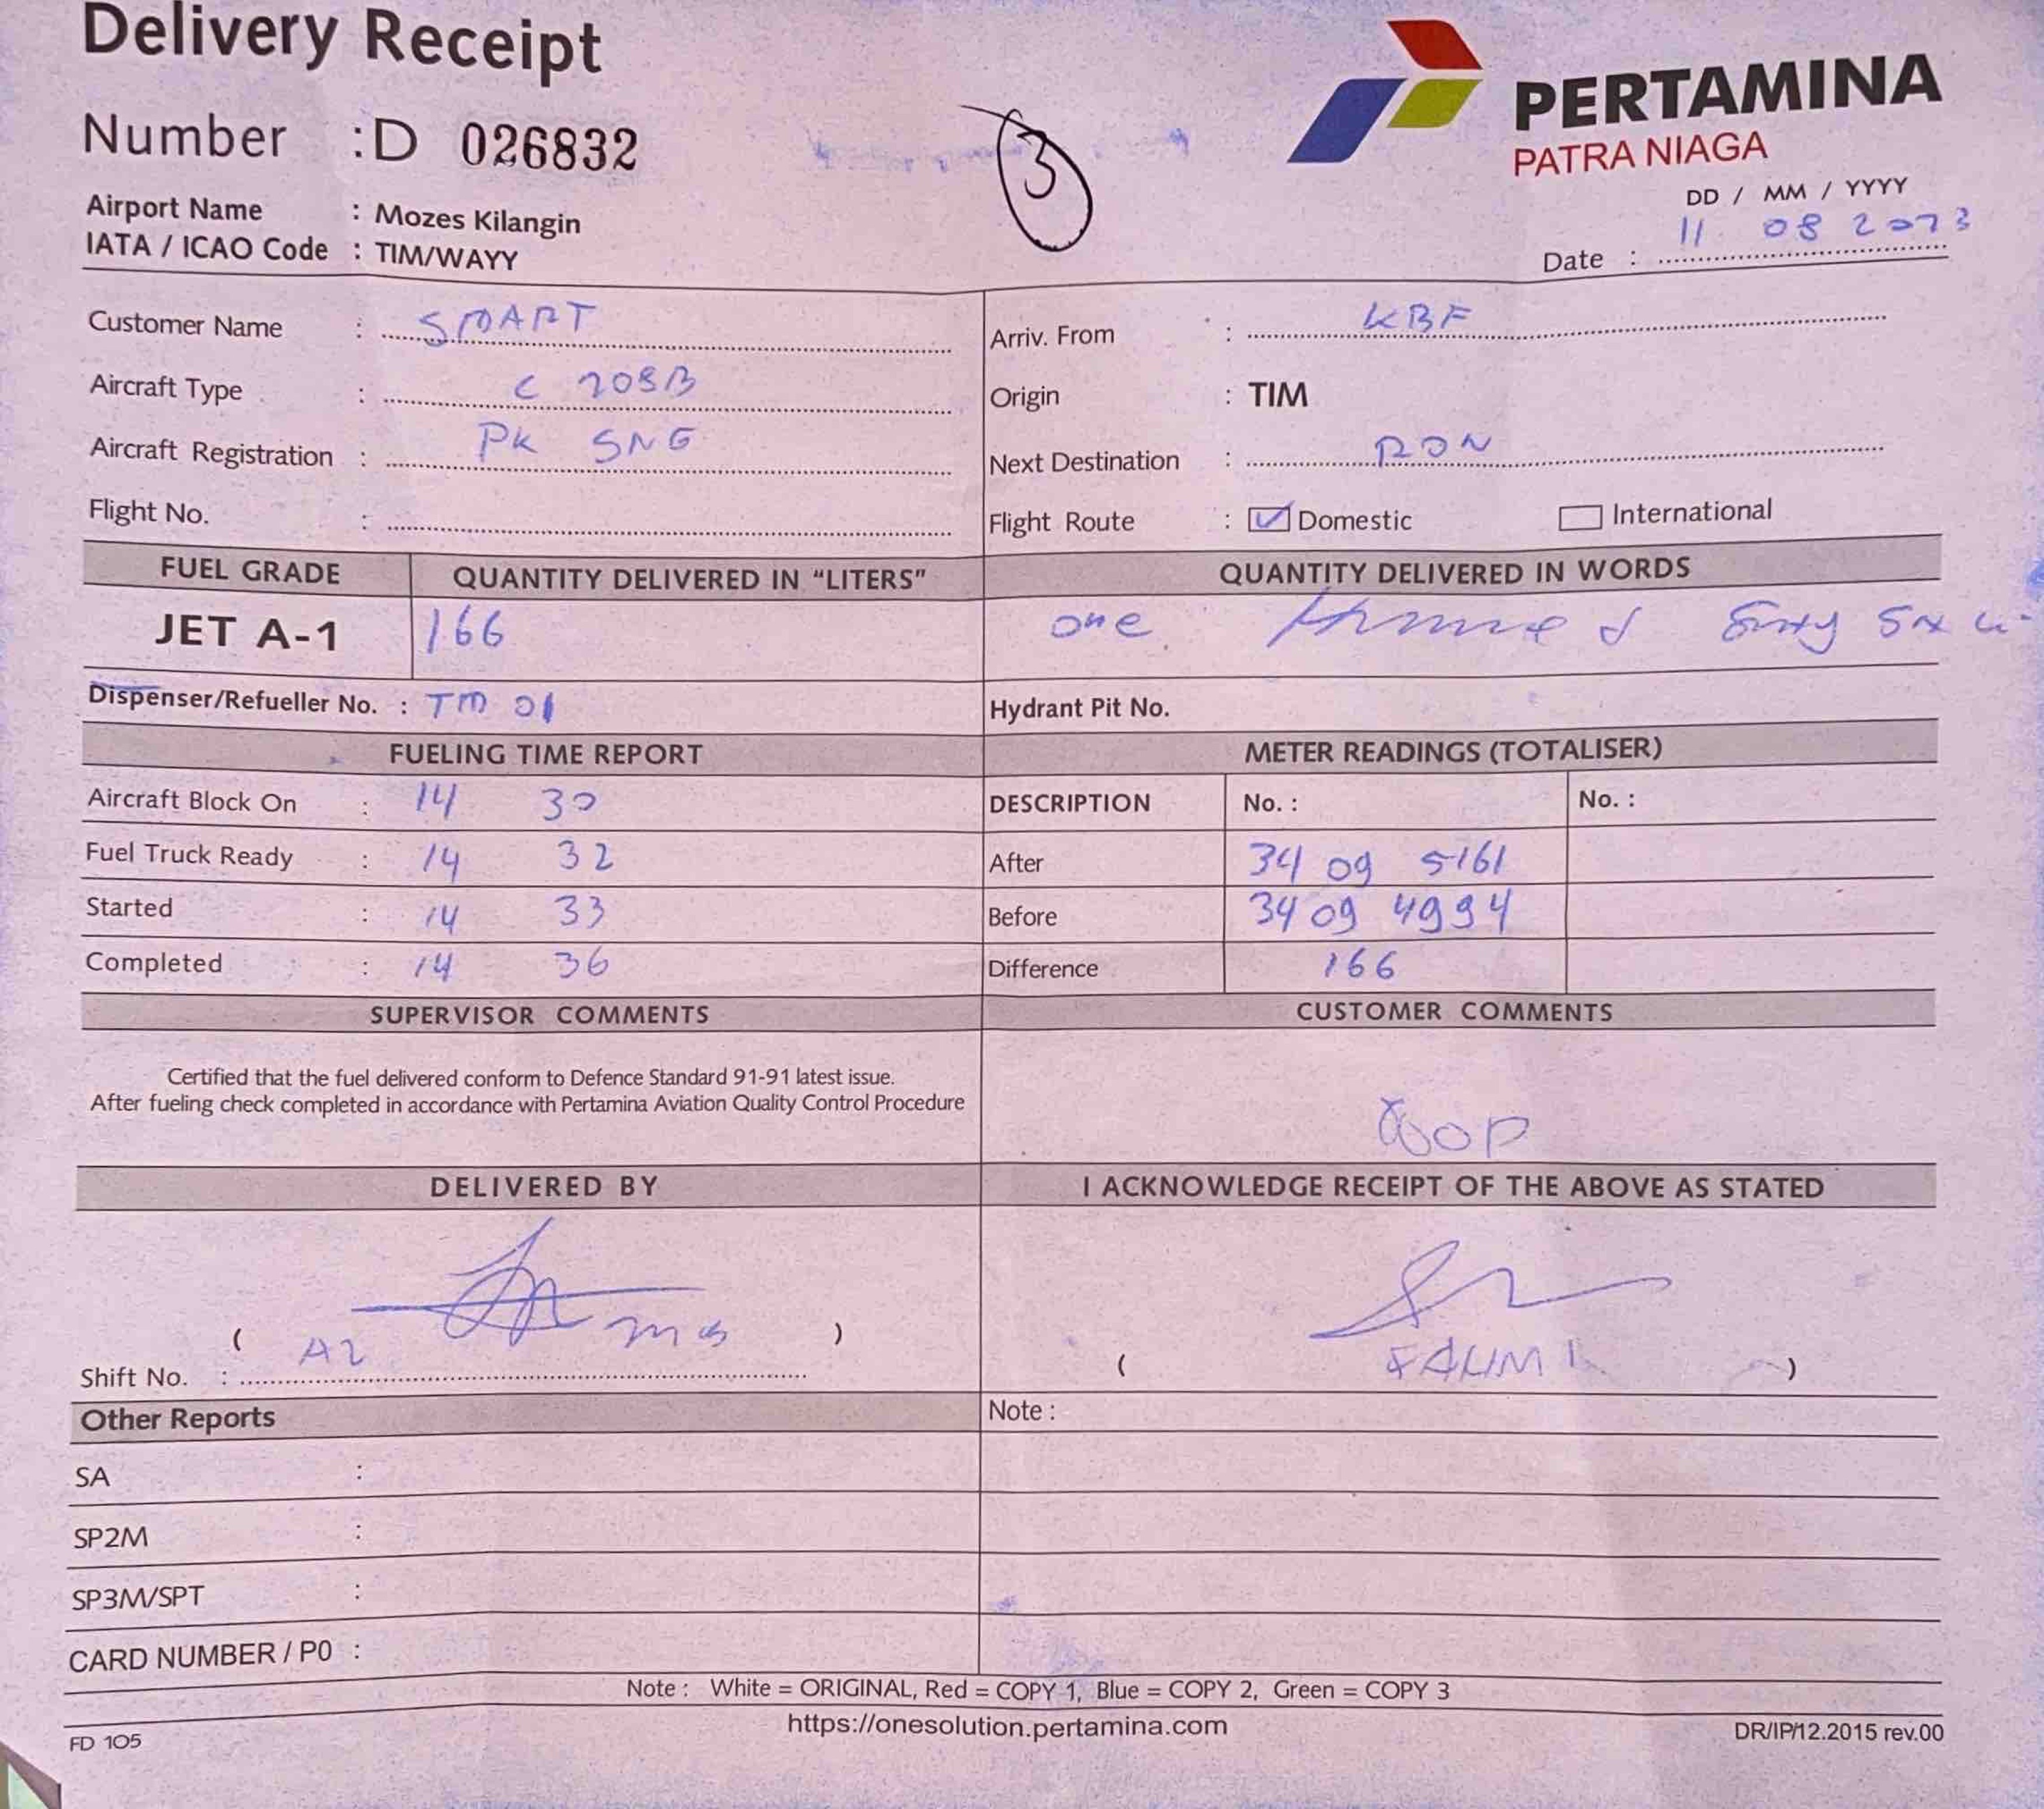 Delivery Receipt
PERTAMINA
PATRA NIAGA
Number :D 026832
3
Airport Name : Mozes Kilangin
IATA / ICAO Code : TIM/WAYY
DD / MM / YYYY
Date : 11 08 2023
Customer Name : SMART
Arriv. From : KBF
Aircraft Type : C 208B
Origin : TIM
Aircraft Registration : PK SNG
Next Destination : RON
Flight No. :
Flight Route : Domestic International
FUEL GRADE QUANTITY DELIVERED IN “LITERS” QUANTITY DELIVERED IN WORDS
JET A-1 166 one Hundred Sixty Six
Dispenser/Refueller No. : TM 01 Hydrant Pit No.
FUELING TIME REPORT METER READINGS (TOTALISER)
Aircraft Block On : 14 30 DESCRIPTION No. : No. :
Fuel Truck Ready : 14 32 After 34 09 5161
Started : 14 33 Before 34 09 4994
Completed : 14 36 Difference 166
SUPERVISOR COMMENTS CUSTOMER COMMENTS
Certified that the fuel delivered conform to Defence Standard 91-91 latest issue.
After fueling check completed in accordance with Pertamina Aviation Quality Control Procedure
DELIVERED BY I ACKNOWLEDGE RECEIPT OF THE ABOVE AS STATED
( )
Shift No. : A2
( )
Other Reports Note :
SA :
SP2M :
SP3M/SPT :
CARD NUMBER / P0 :
Note : White = ORIGINAL, Red = COPY 1, Blue = COPY 2, Green = COPY 3
https://onesolution.pertamina.com
FD 105 DR/IP/12.2015 rev.00